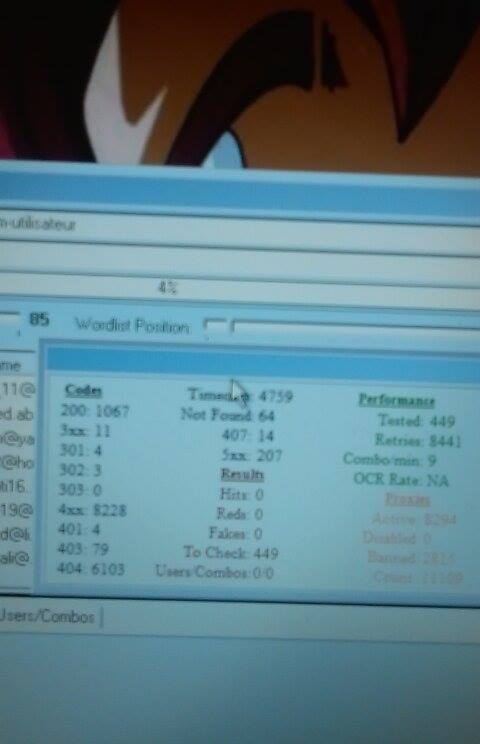 m-utilisateur
4%
85 Wordlist Position
me
Codes
200: 1067
3xx: 11
301: 4
302: 3
303: 0
4xx: 8228
401: 4
403: 79
404: 6103
4759
Not Found: 64
407: 14
5xx: 207
Results
Hits: 0
Reds: 0
Fakes: 0
To Check: 449
Users/Combos: 0/0
Performance
Tested: 449
Retries: 8441
Combo/min: 9
OCR Rate: NA
Proxies
Active: 8294
Disabled: 0
Banned: 2816
Count:
11@
ed.ab
@ya
@ho
ti16..
19@
d@li
ali@
Users/Combos